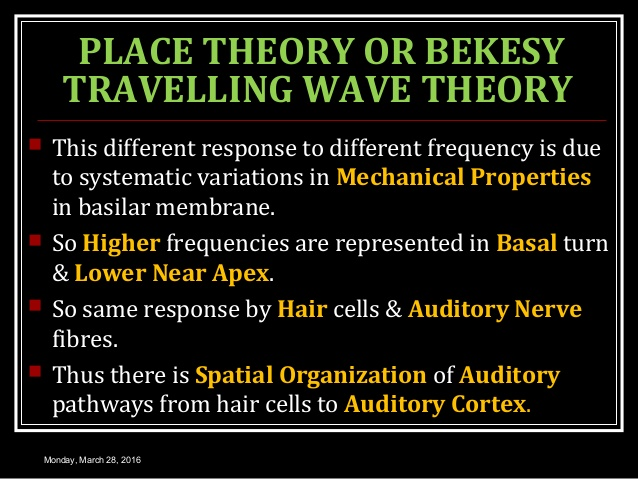 PLACE THEORY OR BEKESY
TRAVELLING WAVE THEORY
This different response to different frequency is due
to systematic variations in Mechanical Properties
in basilar membrane.
So Higher frequencies are represented in Basal turn
& Lower Near Apex.
So same response by Hair cells & Auditory Nerve
fibres.
Thus there is Spatial Organization of Auditory
pathways from hair cells to Auditory Cortex.
Monday, March 28, 2016